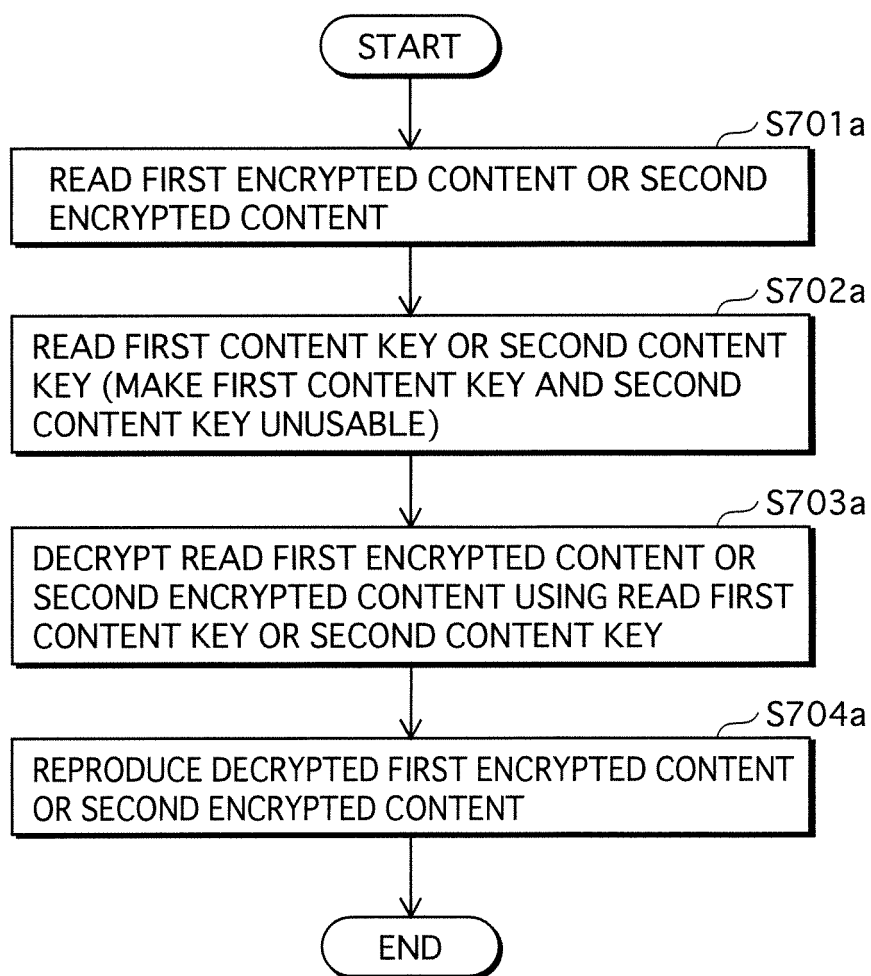 START
S701a
READ FIRST ENCRYPTED CONTENT OR SECOND
ENCRYPTED CONTENT
S702a
READ FIRST CONTENT KEY OR SECOND CONTENT
KEY (MAKE FIRST CONTENT KEY AND SECOND
CONTENT KEY UNUSABLE)
S703a
DECRYPT READ FIRST ENCRYPTED CONTENT OR
SECOND ENCRYPTED CONTENT USING READ FIRST
CONTENT KEY OR SECOND CONTENT KEY
S704a
REPRODUCE DECRYPTED FIRST ENCRYPTED CONTENT
OR SECOND ENCRYPTED CONTENT
END